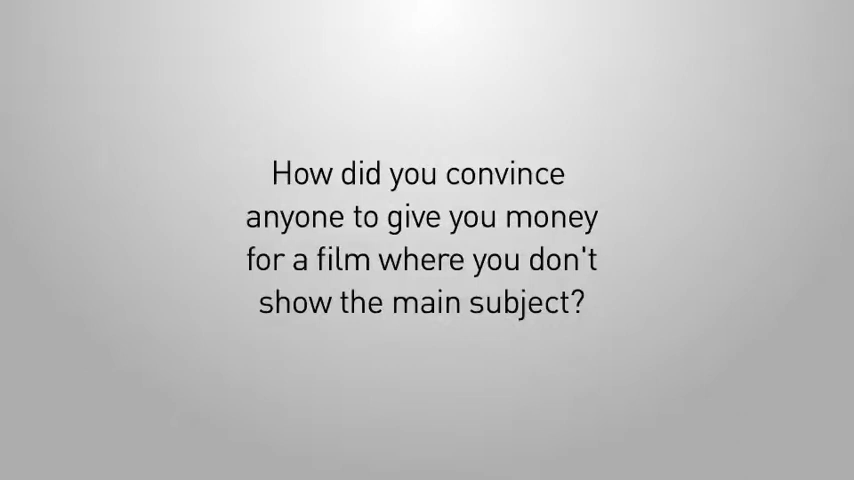 How did you convince
anyone to give you money
for a film where you don't
show the main subject?